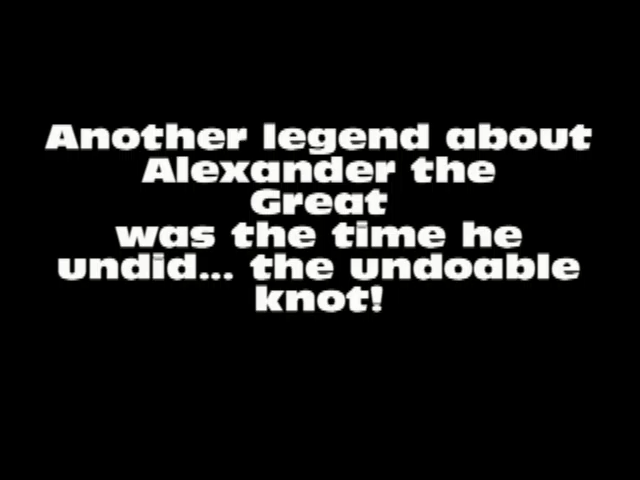 Another legend about
Alexander the
Great
was the time he
undid... the undoable
knot!